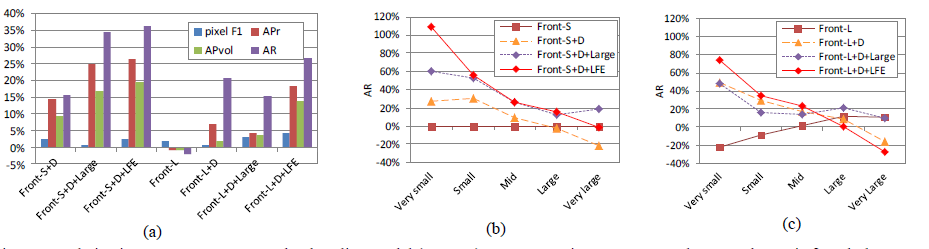 40%
35%
30%
25%
20%
15%
10%
5%
0%
-5%
pixel F1
APr
APvol
AR
Front-S+D
Front-S+D+Large
Front-S+D+LFE
Front-L
Front-L+D
Front-L+D+Large
Front-L+D+LFE
(a)
120%
100%
80%
60%
40%
20%
0%
-20%
-40%
AR
Front-S
Front-S+D
Front-S+D+Large
Front-S+D+LFE
Very small
Small
Mid
Large
Very large
(b)
120%
100%
80%
60%
40%
20%
0%
-20%
-40%
AR
Front-L
Front-L+D
Front-L+D+Large
Front-L+D+LFE
Very small
Small
Mid
Large
Very Large
(c)